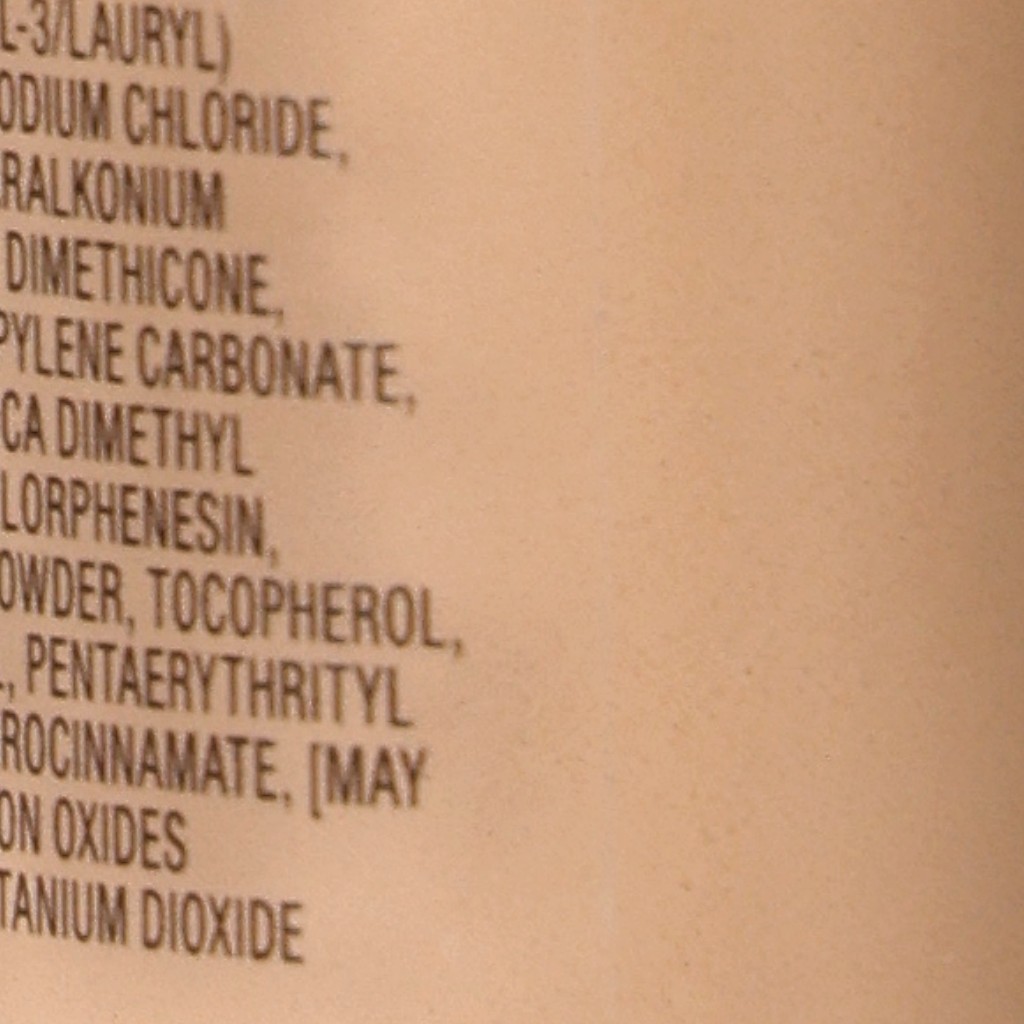 L-3/LAURYL)
ODIUM CHLORIDE,
RALKONIUM
DIMETHICONE,
PYLENE CARBONATE,
CA DIMETHYL
LORPHENESIN,
OWDER, TOCOPHEROL,
., PENTAERYTHRITYL
ROCINNAMATE, [MAY
ON OXIDES
TANIUM DIOXIDE